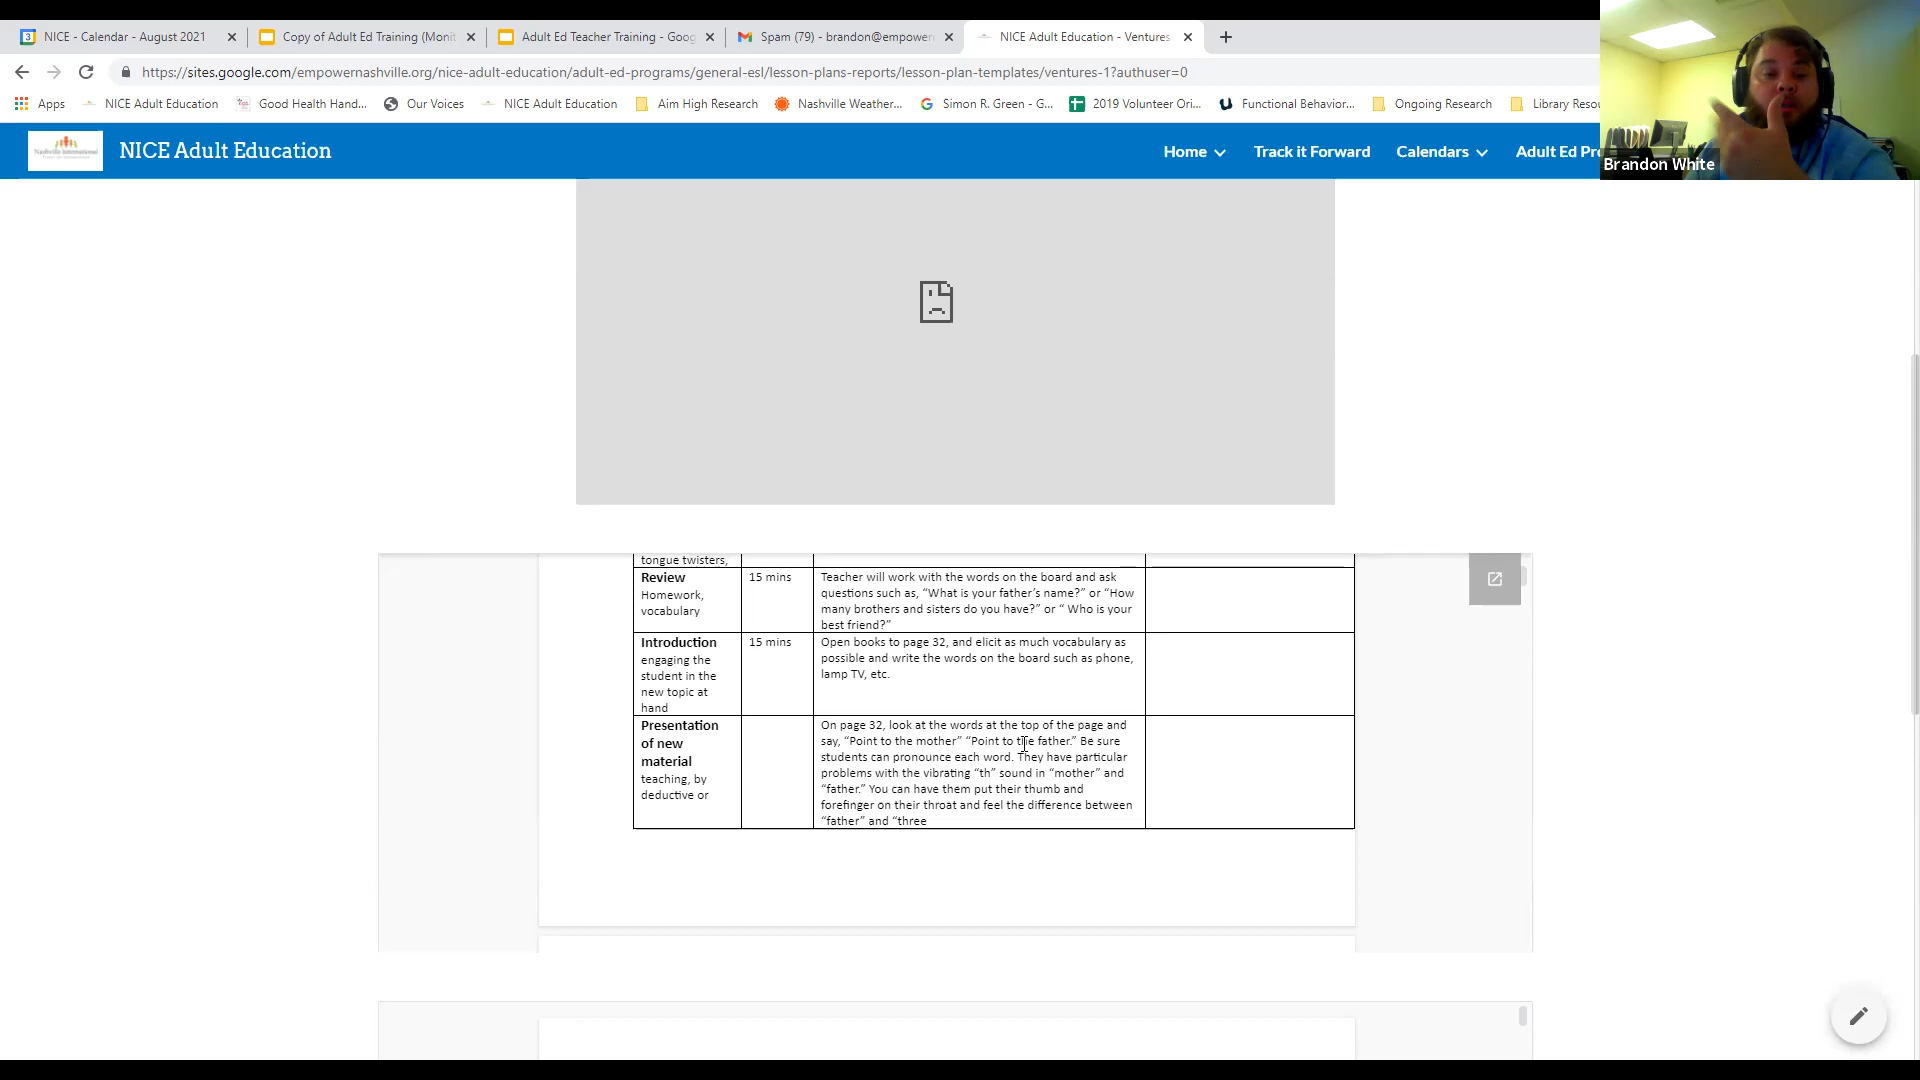 NICE - Calendar - August 2021
Copy of Adult Ed Training (Monit
Adult Ed Teacher Training - Goog
Spam (79) - brandon@empower
NICE Adult Education - Ventures
https://sites.google.com/empowernashville.org/nice-adult-education/adult-ed-programs/general-esl/lesson-plans-reports/lesson-plan-templates/ventures-1?authuser=0
Apps
NICE Adult Education
Good Health Hand...
Our Voices
NICE Adult Education
Aim High Research
Nashville Weather...
Simon R. Green - G...
2019 Volunteer Ori...
Functional Behavior...
Ongoing Research
Library Resou
Brandon White
Nashville International
NICE Adult Education
Home
Track it Forward
Calendars
Adult Ed Pro
tongue twisters,
Review
Homework,
vocabulary
15 mins
Teacher will work with the words on the board and ask
questions such as, “What is your father’s name?” or “How
many brothers and sisters do you have?” or “ Who is your
best friend?”
Introduction
engaging the
student in the
new topic at
hand
15 mins
Open books to page 32, and elicit as much vocabulary as
possible and write the words on the board such as phone,
lamp TV, etc.
Presentation
of new
material
teaching, by
deductive or
On page 32, look at the words at the top of the page and
say, “Point to the mother” “Point to the father.” Be sure
students can pronounce each word. They have particular
problems with the vibrating “th” sound in “mother” and
“father.” You can have them put their thumb and
forefinger on their throat and feel the difference between
“father” and “three